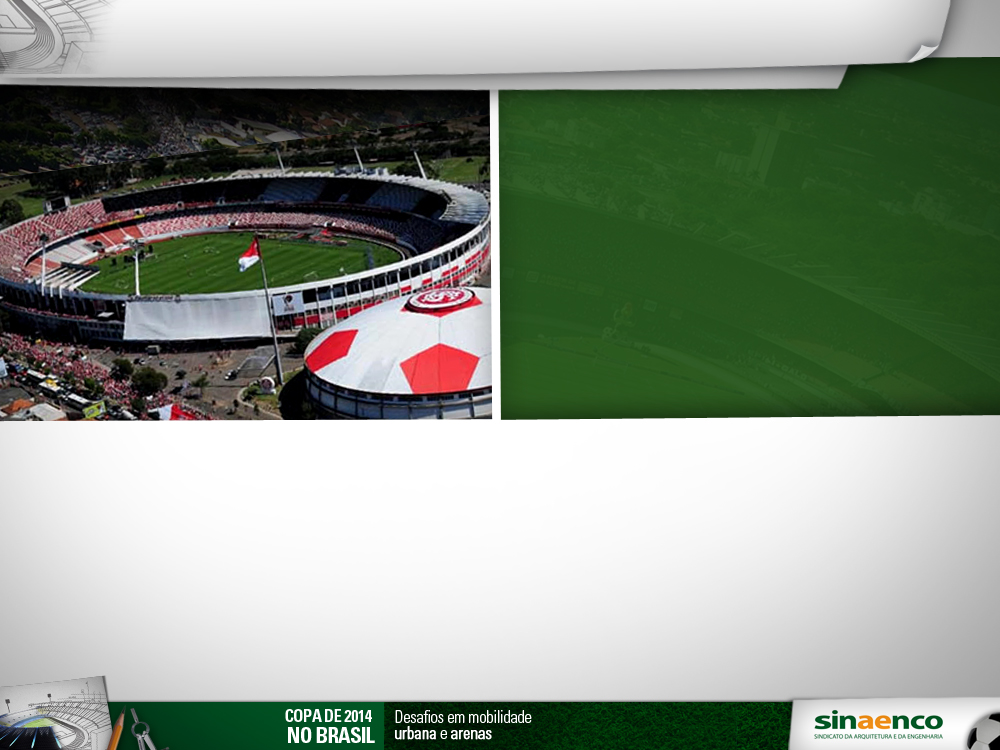 COPA DE 2014
NO BRASIL
Desafios em mobilidade
urbana e arenas
sinaenco
SINDICATO DA ARQUITETURA E DA ENGENHARIA